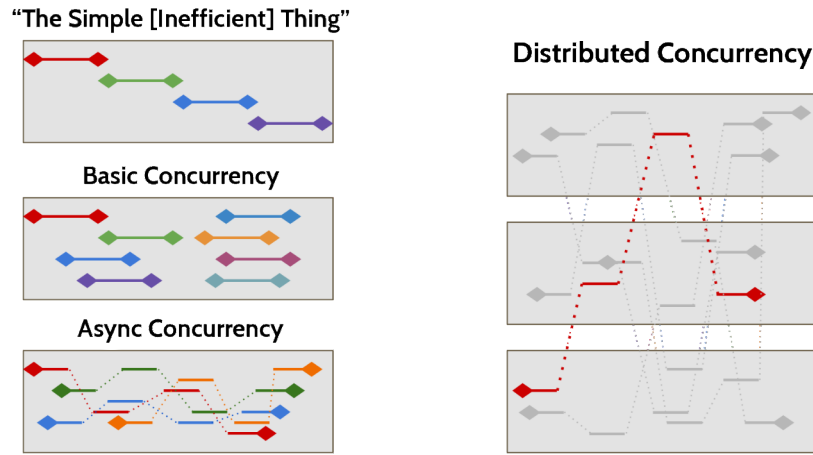 “The Simple [Inefficient] Thing”
Basic Concurrency
Async Concurrency
Distributed Concurrency